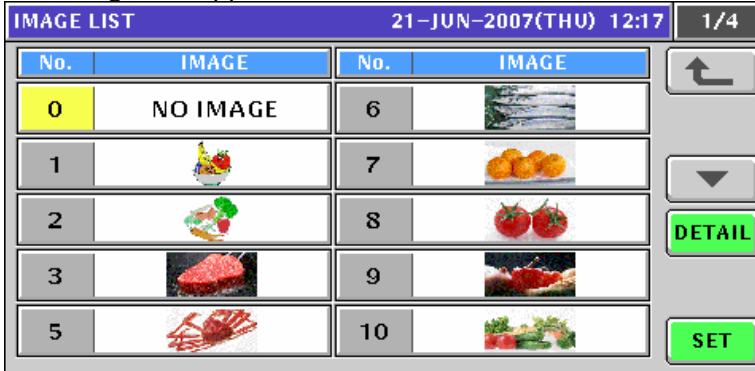 IMAGE LIST 21-JUN-2007(THU) 12:17 1/4
No. IMAGE No. IMAGE
0 NO IMAGE 6
1 7
2 8 DETAIL
3 9
5 10 SET